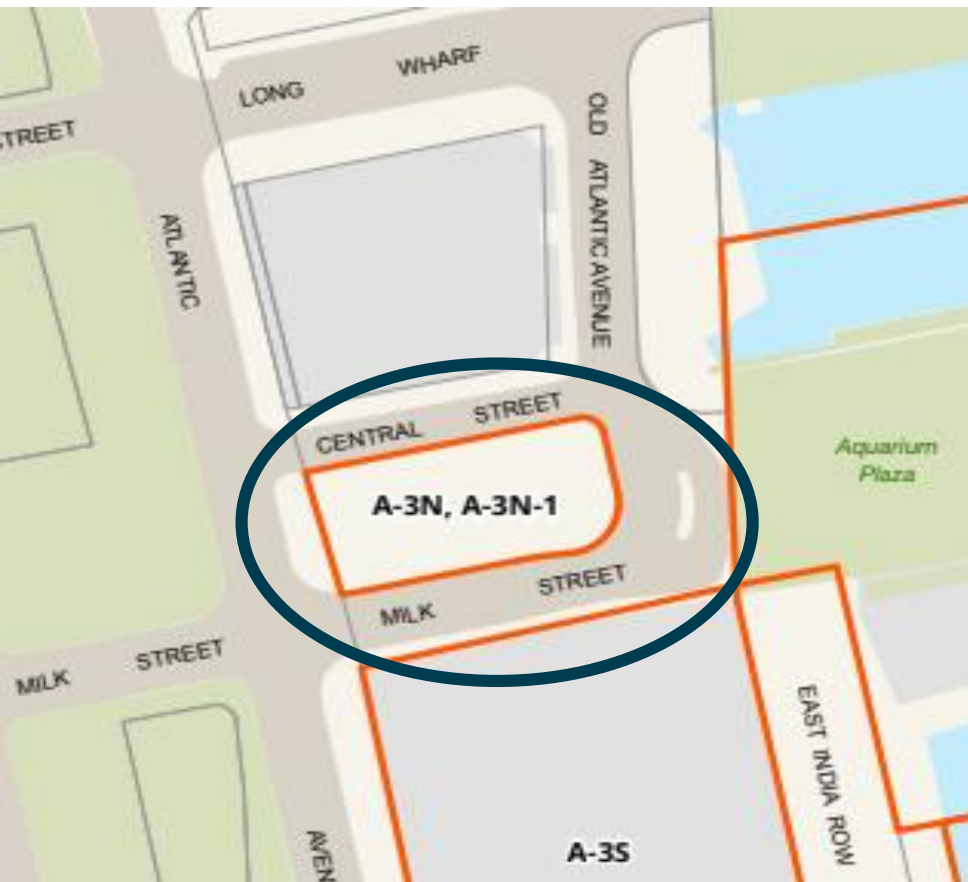 LONG WHARF
STREET
OLD ATLANTIC AVENUE
ATLANTIC
CENTRAL STREET
A-3N, A-3N-1
Aquarium
Plaza
MILK STREET
MILK STREET
EAST INDIA ROW
AVEN
A-3S